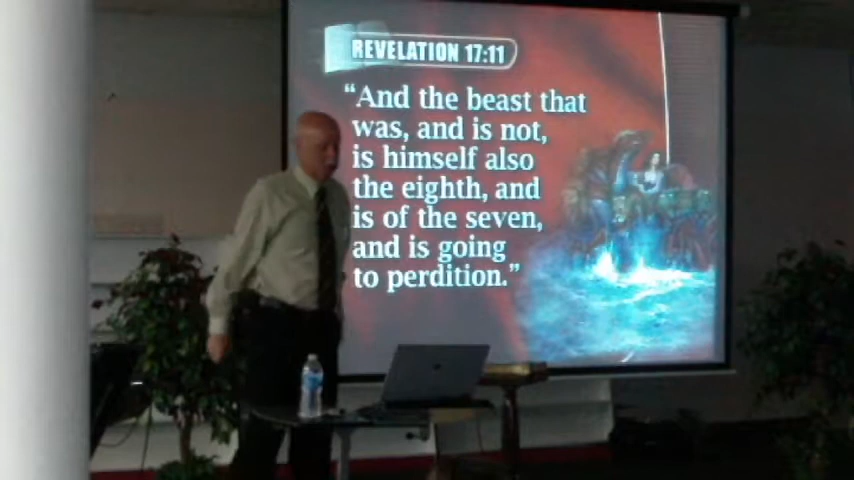 REVELATION 17:11
“And the beast that
was, and is not,
is himself also
the eighth, and
is of the seven,
and is going
to perdition.”